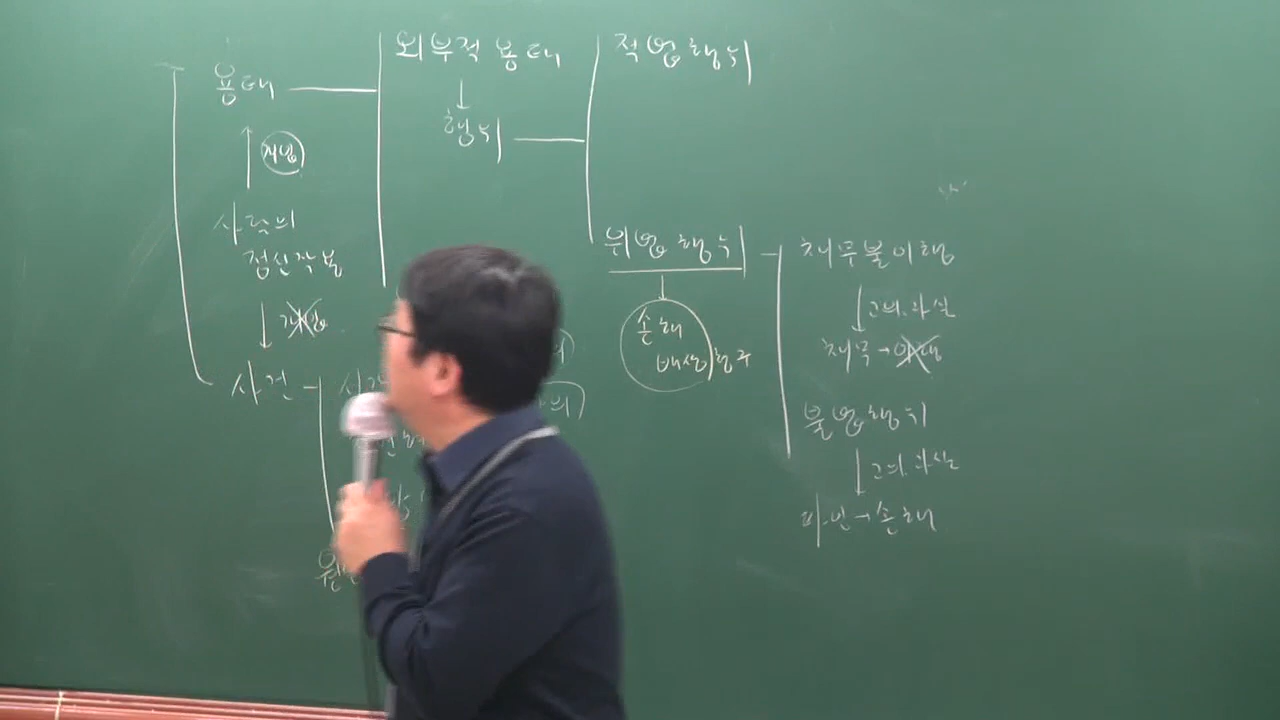 용태
외부적 용태
적법행위
행위
개념
사람의
정신작용
위법행위
채무불이행
↓ 고의.과실
채무→이행
손해
배상청구
사건
불법행위
↓ 고의.과실
타인→손해